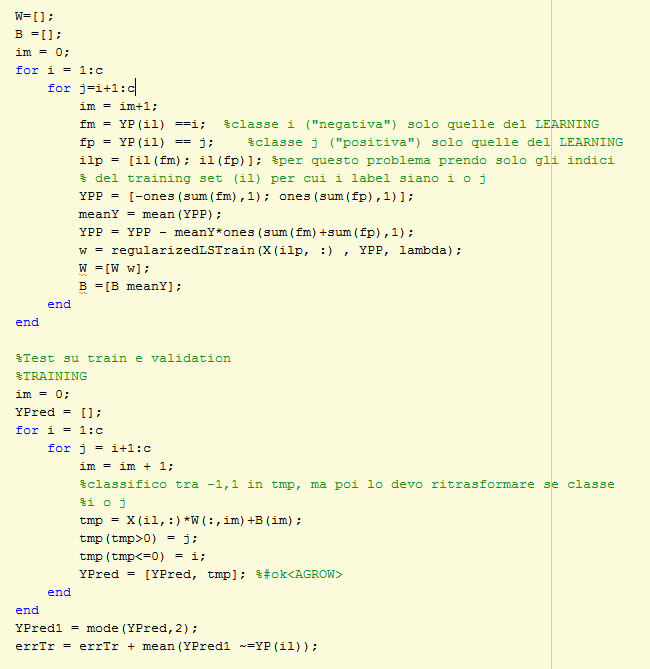 W=[];
B =[];
im = 0;
for i = 1:c
for j=i+1:c
im = im+1;
fm = YP(il) ==i; %classe i ("negativa") solo quelle del LEARNING
fp = YP(il) == j; %classe j ("positiva") solo quelle del LEARNING
ilp = [il(fm); il(fp)]; %per questo problema prendo solo gli indici
% del training set (il) per cui i label siano i o j
YPP = [-ones(sum(fm),1); ones(sum(fp),1)];
meanY = mean(YPP);
YPP = YPP - meanY*ones(sum(fm)+sum(fp),1);
w = regularizedLSTrain(X(ilp, :) , YPP, lambda);
W =[W w];
B =[B meanY];
end
end
%Test su train e validation
%TRAINING
im = 0;
YPred = [];
for i = 1:c
for j = i+1:c
im = im + 1;
%classifico tra -1,1 in tmp, ma poi lo devo ritrasformare se classe
%i o j
tmp = X(il,:)*W(:,im)+B(im);
tmp(tmp>0) = j;
tmp(tmp<=0) = i;
YPred = [YPred, tmp]; %#ok<AGROW>
end
end
YPred1 = mode(YPred,2);
errTr = errTr + mean(YPred1 ~=YP(il));